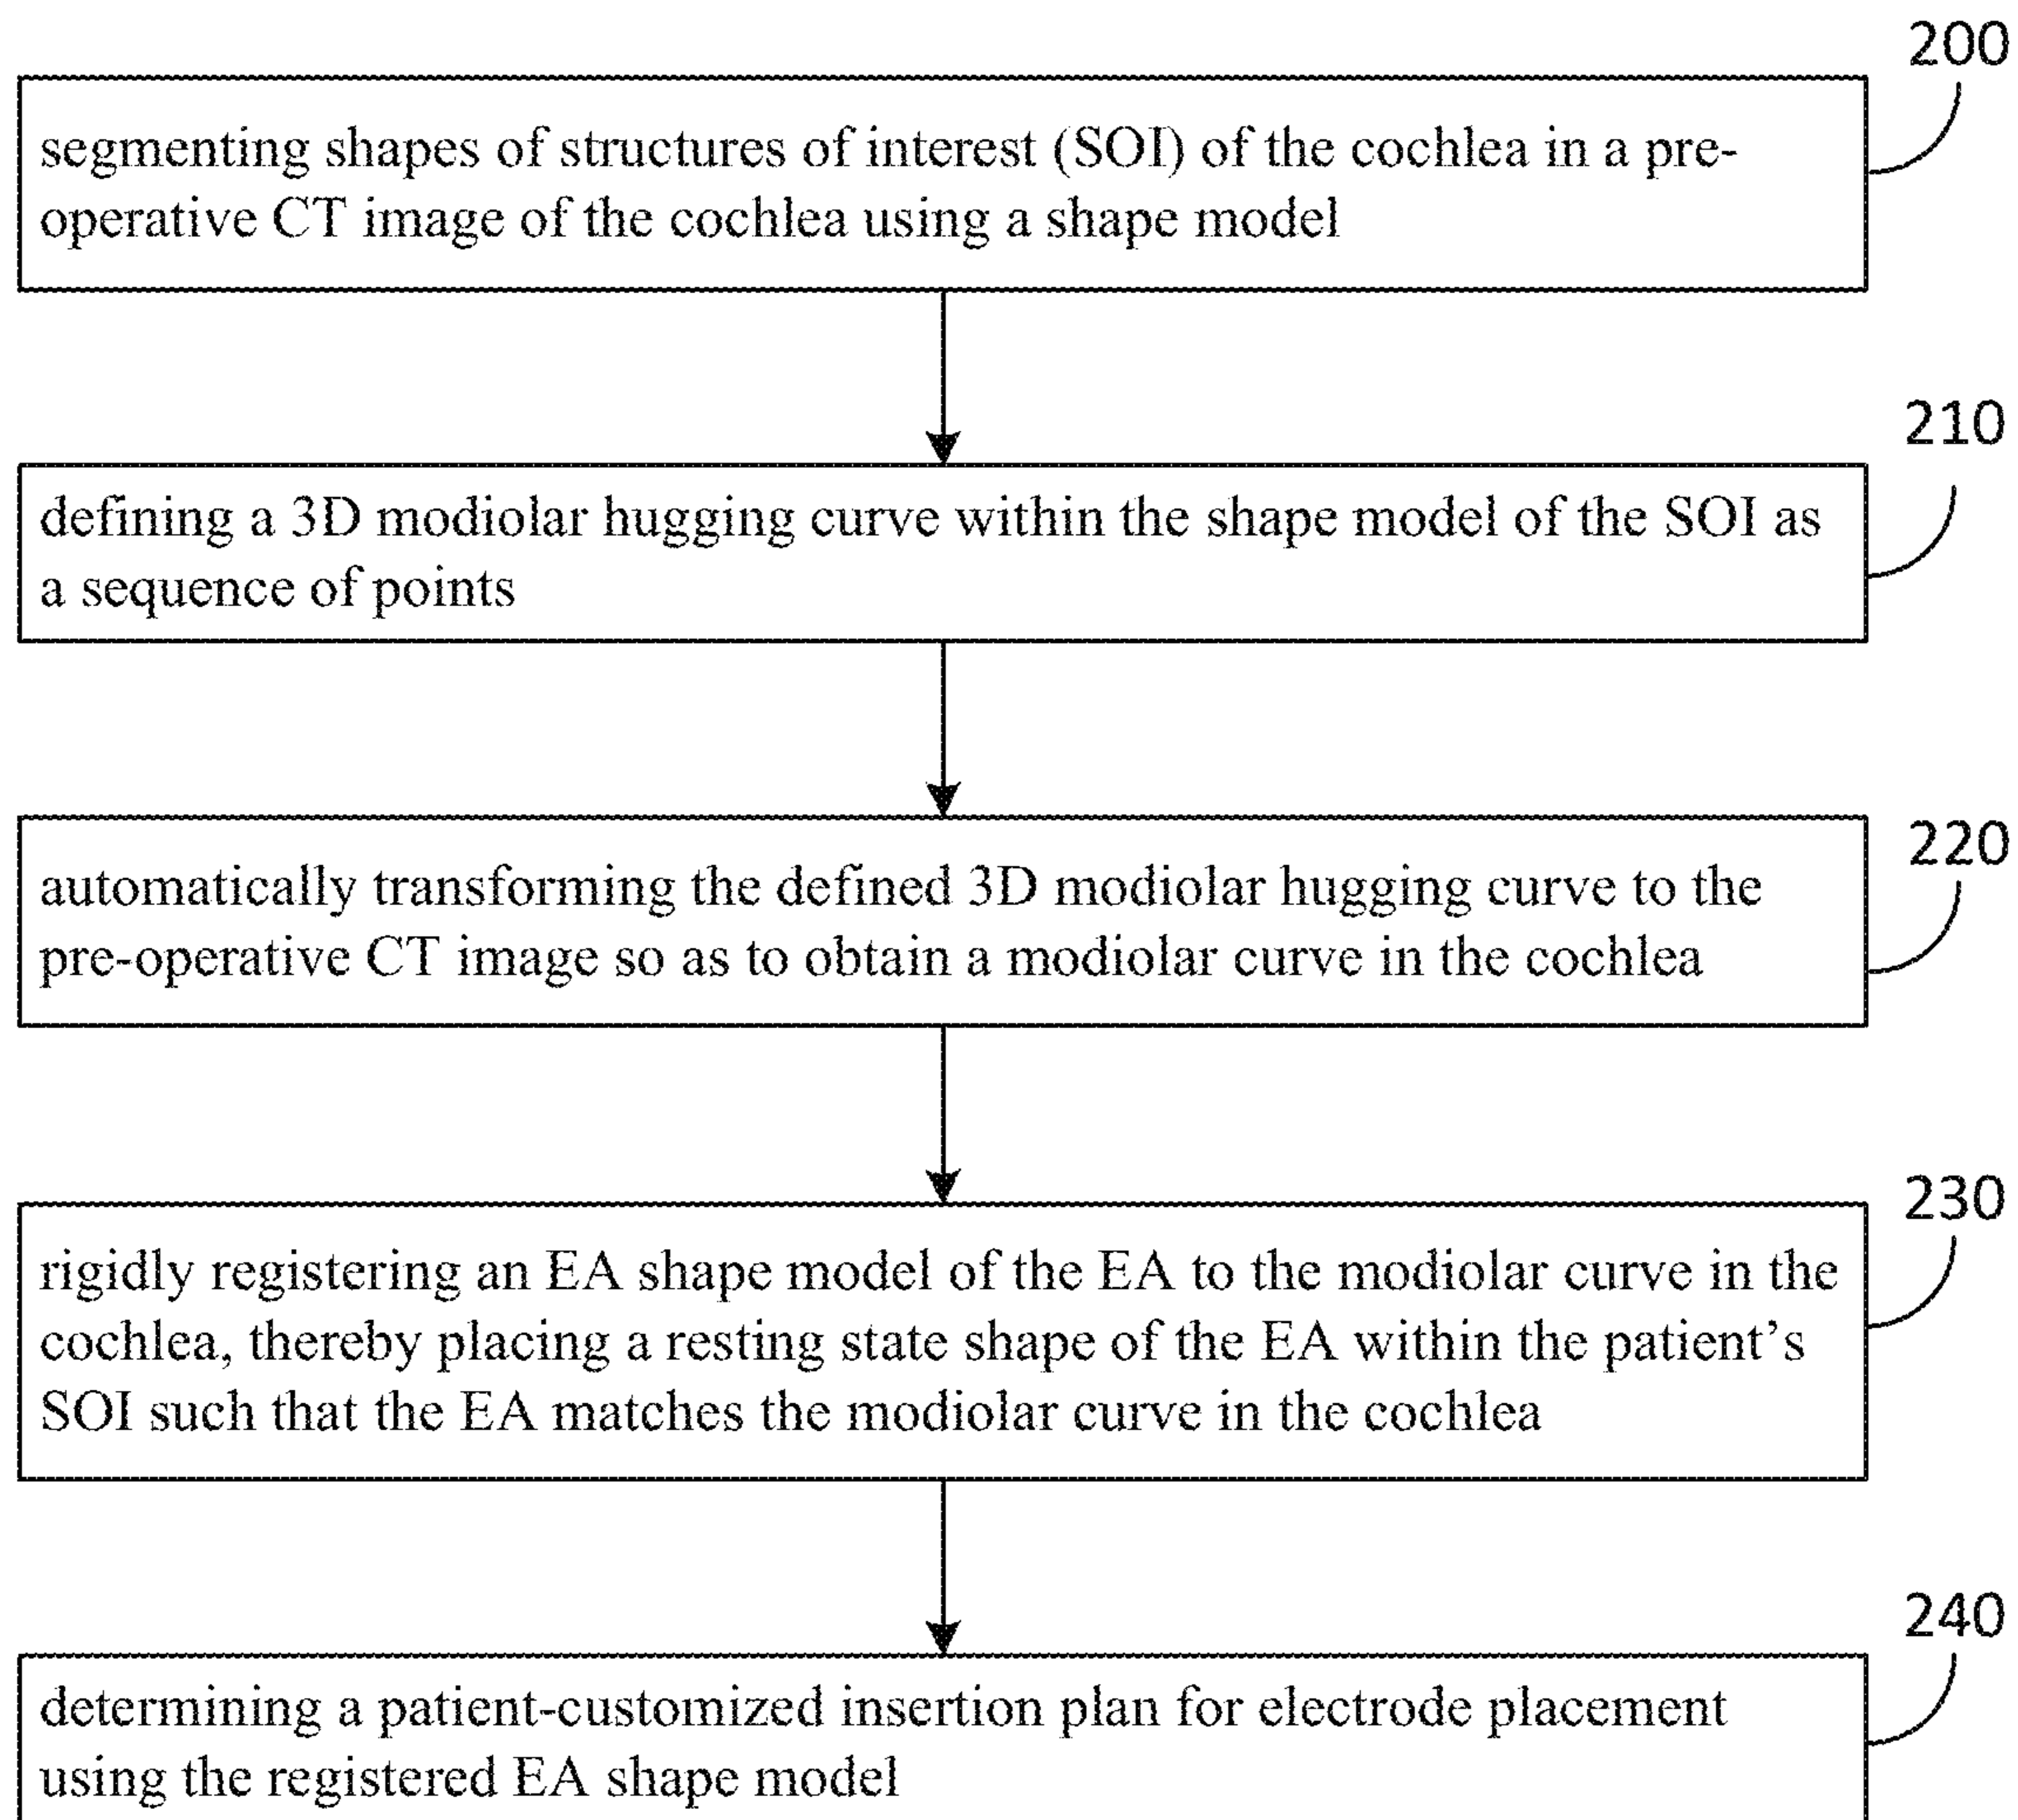 200
segmenting shapes of structures of interest (SOI) of the cochlea in a pre-
operative CT image of the cochlea using a shape model
210
defining a 3D modiolar hugging curve within the shape model of the SOI as
a sequence of points
220
automatically transforming the defined 3D modiolar hugging curve to the
pre-operative CT image so as to obtain a modiolar curve in the cochlea
230
rigidly registering an EA shape model of the EA to the modiolar curve in the
cochlea, thereby placing a resting state shape of the EA within the patient’s
SOI such that the EA matches the modiolar curve in the cochlea
240
determining a patient-customized insertion plan for electrode placement
using the registered EA shape model